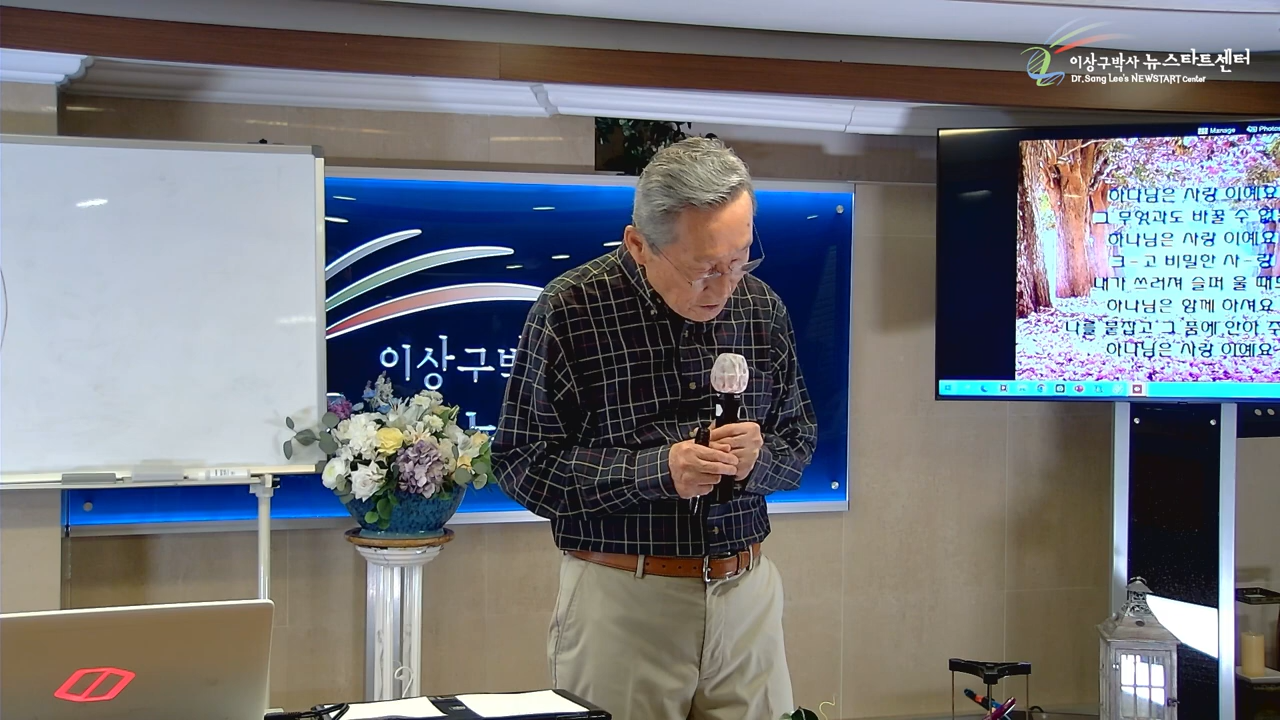 이상구박사 뉴스타트센터
Dr. Sang Lee's NEWSTART Center
Manage
Photos
하나님은 사랑 이예요
그 무엇과도 바꿀 수 없
하나님은 사랑 이예요
크-고 비밀한 사-랑
내가 쓰러져 슬퍼 울 때
하나님은 함께 아셔요
나를 붙잡고 그 품에 안아 주
하나님은 사랑 이예요
이상구